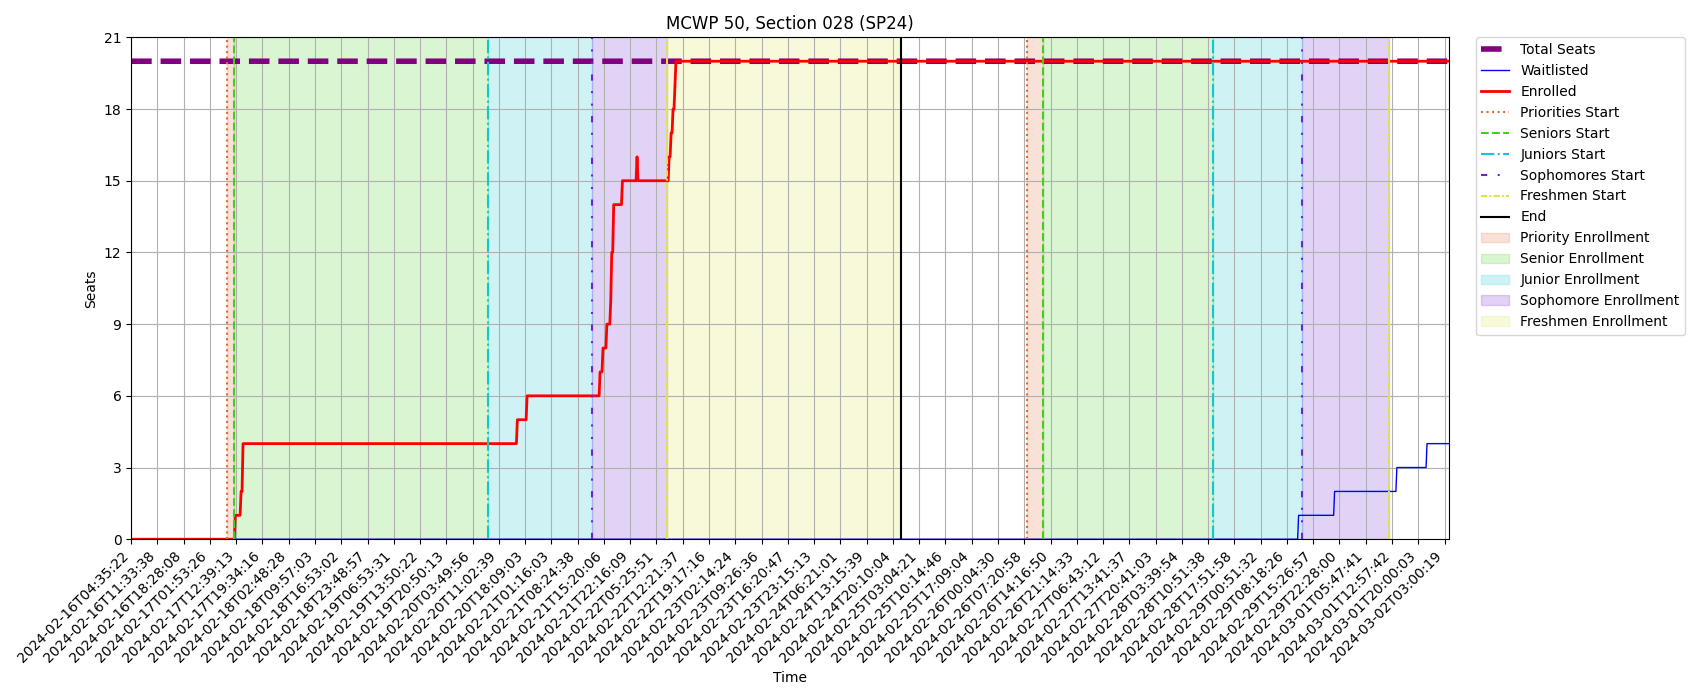 MCWP 50, Section 028 (SP24)
21
18
15
12
9
6
3
0
Seats
2024-02-16T04:35:22
2024-02-16T11:33:38
2024-02-16T18:28:08
2024-02-17T01:53:26
2024-02-17T12:39:13
2024-02-17T19:34:16
2024-02-18T02:48:28
2024-02-18T09:57:03
2024-02-18T16:53:02
2024-02-18T23:48:57
2024-02-19T06:53:31
2024-02-19T13:50:22
2024-02-19T20:50:13
2024-02-20T03:49:56
2024-02-20T11:02:39
2024-02-20T18:09:03
2024-02-21T01:16:03
2024-02-21T08:24:38
2024-02-21T15:20:06
2024-02-21T22:16:09
2024-02-22T05:25:51
2024-02-22T12:21:37
2024-02-22T19:17:16
2024-02-23T02:14:24
2024-02-23T09:26:36
2024-02-23T16:20:47
2024-02-23T23:15:13
2024-02-24T06:21:01
2024-02-24T13:15:39
2024-02-24T20:10:04
2024-02-25T03:04:21
2024-02-25T10:14:46
2024-02-25T17:09:04
2024-02-26T00:04:30
2024-02-26T07:20:58
2024-02-26T14:16:50
2024-02-26T21:14:33
2024-02-27T06:43:12
2024-02-27T13:41:37
2024-02-27T20:41:03
2024-02-28T03:39:54
2024-02-28T10:51:38
2024-02-28T17:51:58
2024-02-29T00:51:32
2024-02-29T08:18:26
2024-02-29T15:26:57
2024-02-29T22:28:00
2024-03-01T05:47:41
2024-03-01T12:57:42
2024-03-01T20:00:03
2024-03-02T03:00:19
Time
Total Seats
Waitlisted
Enrolled
Priorities Start
Seniors Start
Juniors Start
Sophomores Start
Freshmen Start
End
Priority Enrollment
Senior Enrollment
Junior Enrollment
Sophomore Enrollment
Freshmen Enrollment